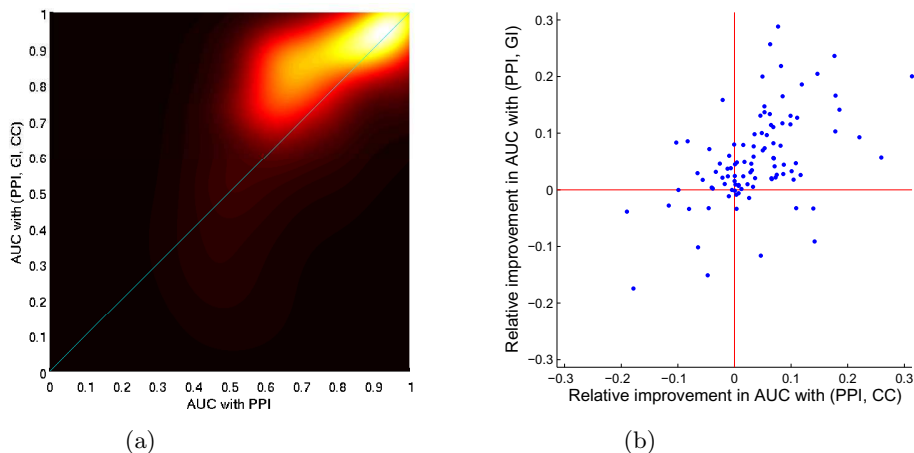 AUC with (PPI, GI, CC)
1
0.9
0.8
0.7
0.6
0.5
0.4
0.3
0.2
0.1
0
0 0.1 0.2 0.3 0.4 0.5 0.6 0.7 0.8 0.9 1
AUC with PPI
(a)
Relative improvement in AUC with (PPI, GI)
0.3
0.2
0.1
0
−0.1
−0.2
−0.3
−0.3 −0.2 −0.1 0 0.1 0.2 0.3
Relative improvement in AUC with (PPI, CC)
(b)